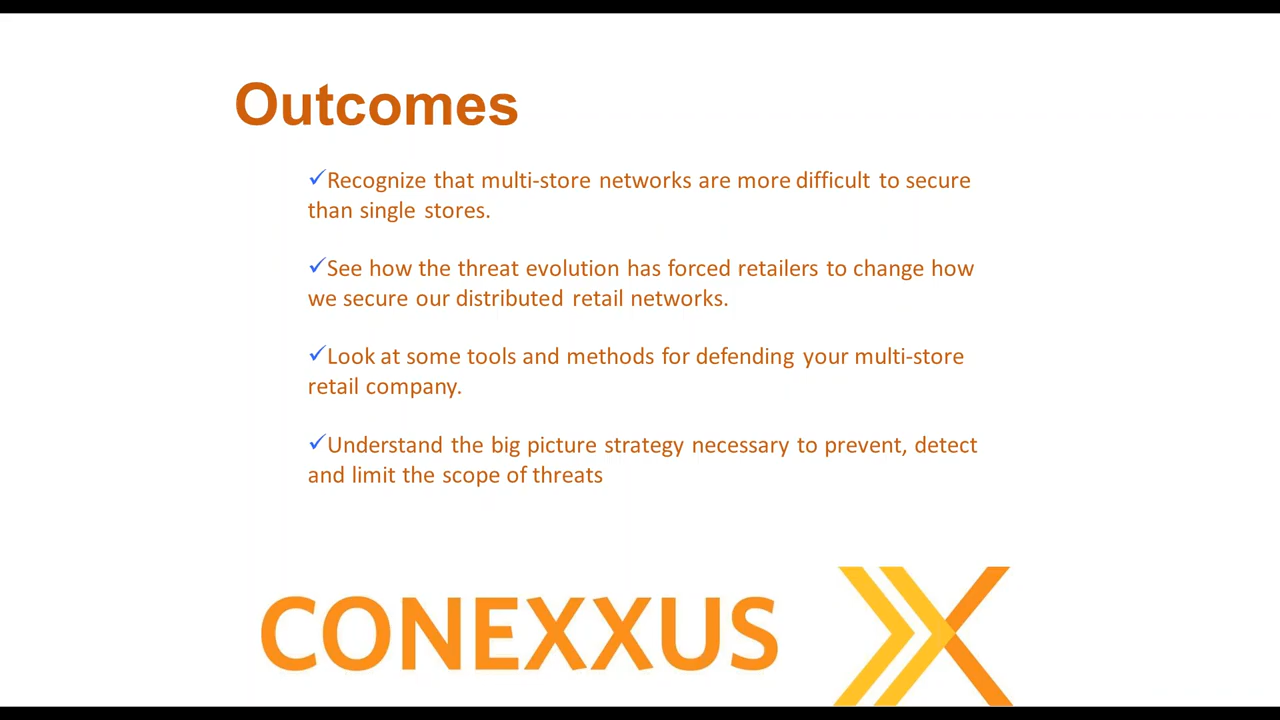 Outcomes
✓Recognize that multi-store networks are more difficult to secure
than single stores.
✓See how the threat evolution has forced retailers to change how
we secure our distributed retail networks.
✓Look at some tools and methods for defending your multi-store
retail company.
✓Understand the big picture strategy necessary to prevent, detect
and limit the scope of threats
CONEXXUS